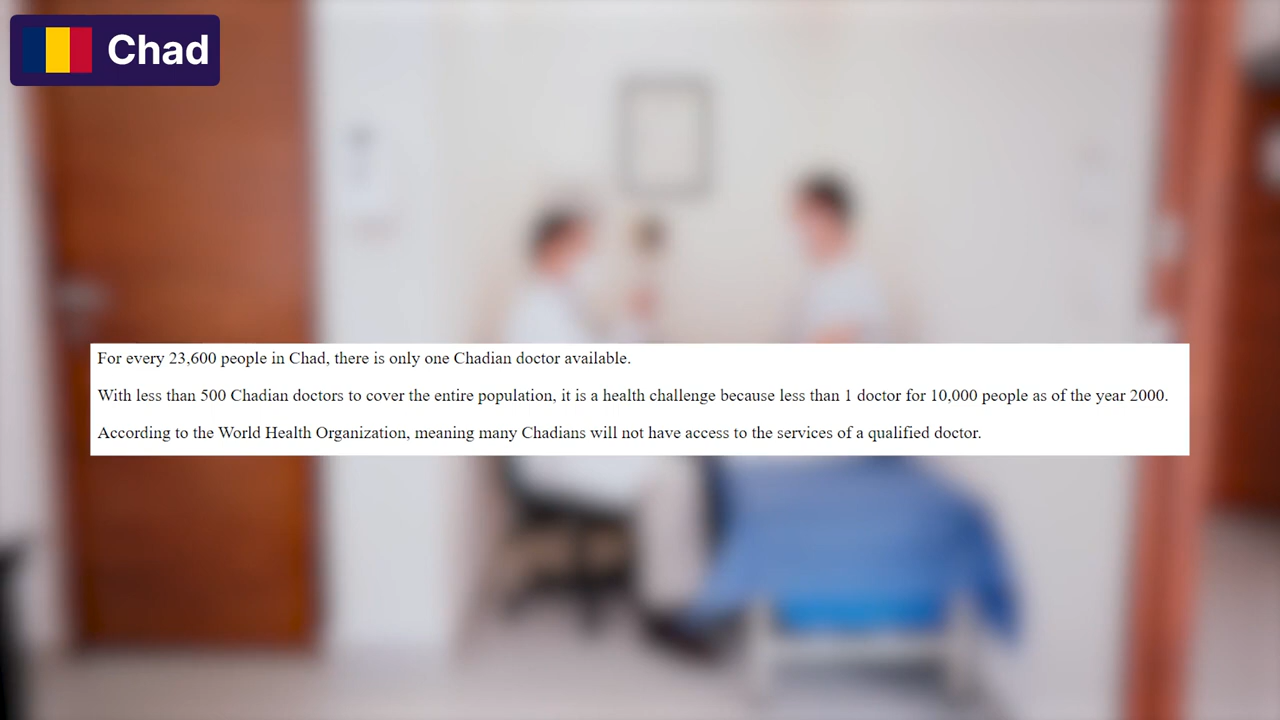 Chad
For every 23,600 people in Chad, there is only one Chadian doctor available.
With less than 500 Chadian doctors to cover the entire population, it is a health challenge because less than 1 doctor for 10,000 people as of the year 2000.
According to the World Health Organization, meaning many Chadians will not have access to the services of a qualified doctor.